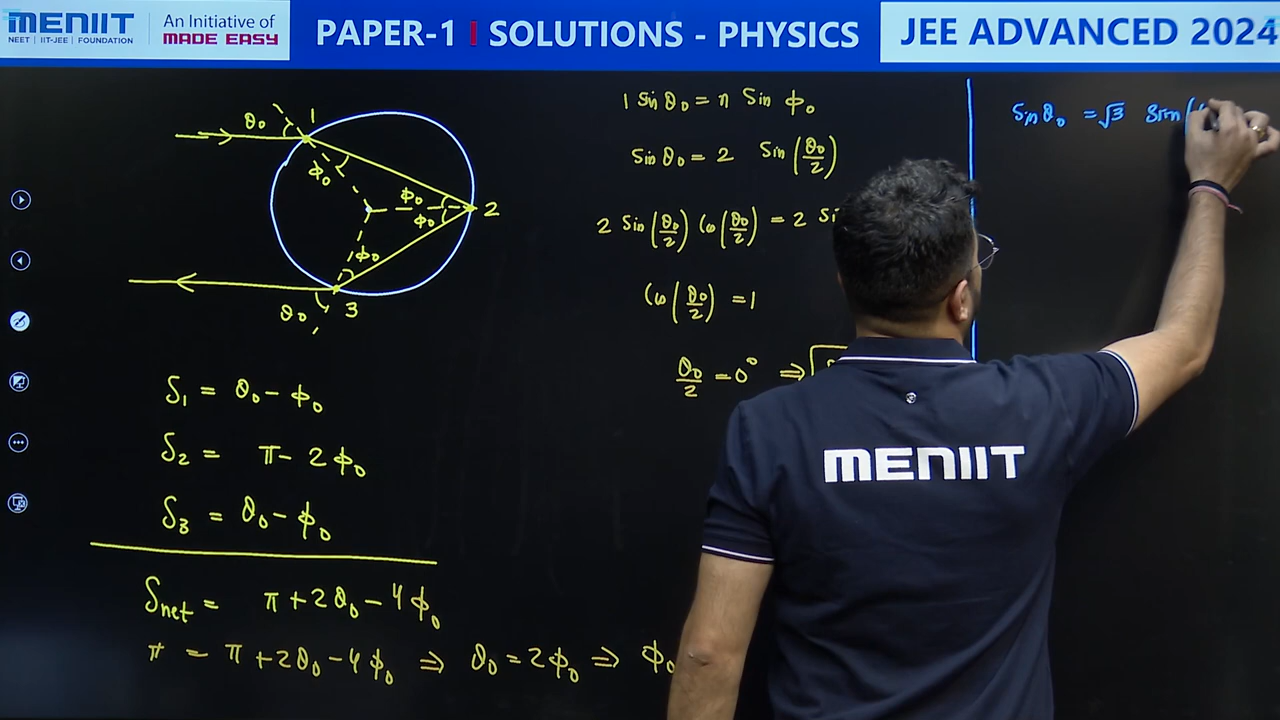 MENIIT
NEET | IIT-JEE | FOUNDATION
An Initiative of
MADE EASY
PAPER-1 | SOLUTIONS - PHYSICS
JEE ADVANCED 2024
θ₀ 1
ϕ₀
ϕ₀
ϕ₀
2
ϕ₀
θ₀ 3
δ₁ = θ₀ - ϕ₀
δ₂ = π - 2ϕ₀
δ₃ = θ₀ - ϕ₀
δnet = π + 2θ₀ - 4ϕ₀
π = π + 2θ₀ - 4ϕ₀ ⇒ θ₀ = 2ϕ₀ ⇒ ϕ₀
1 sin θ₀ = n sin ϕ₀
sin θ₀ = 2 sin(θ₀/2)
2 sin(θ₀/2) cos(θ₀/2) = 2
cos(θ₀/2) = 1
θ₀/2 = 0° ⇒
sin θ₀ = √3 sin(
MENIIT